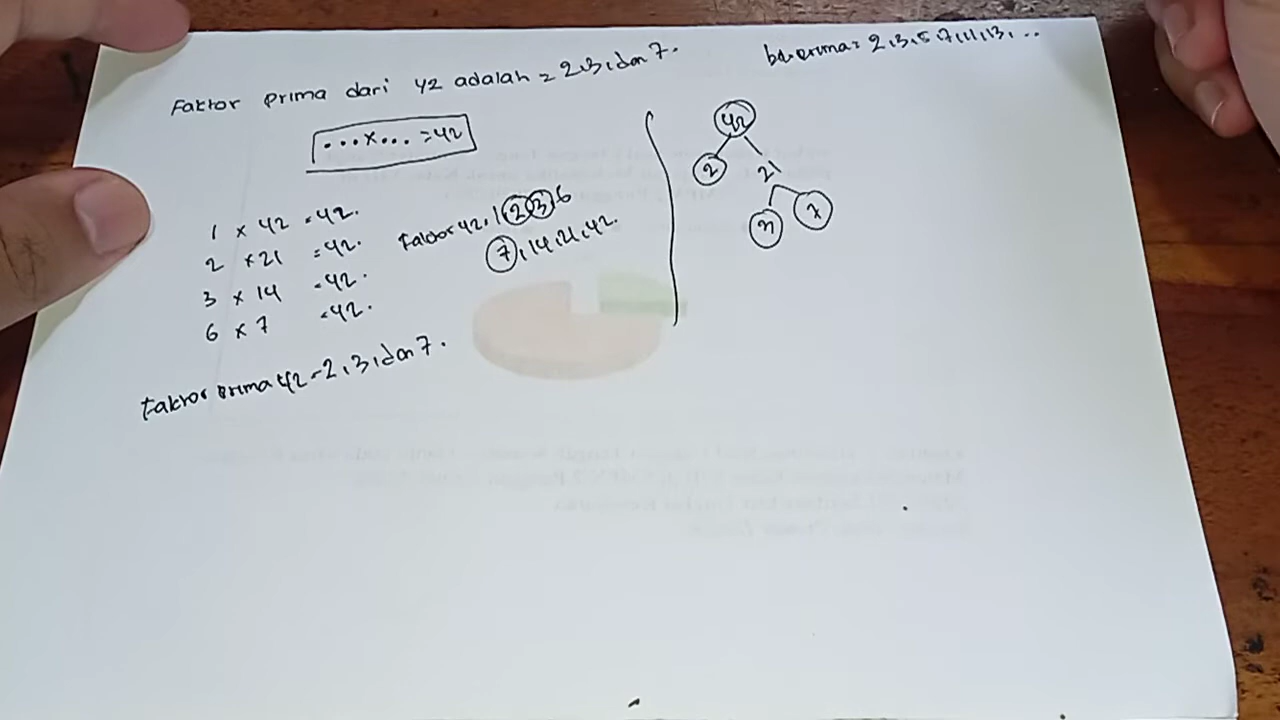 Faktor prima dari 42 adalah = 2,3, dan 7.
bil. prima = 2,3,5,7,11,13, ...
...x... = 42
1 x 42 = 42.
2 x 21 = 42.
3 x 14 = 42.
6 x 7 = 42.
Faktor 42. 1,2,3,6
7,14,21,42.
Faktor prima 42 = 2,3, dan 7.
42
2 21
3 7